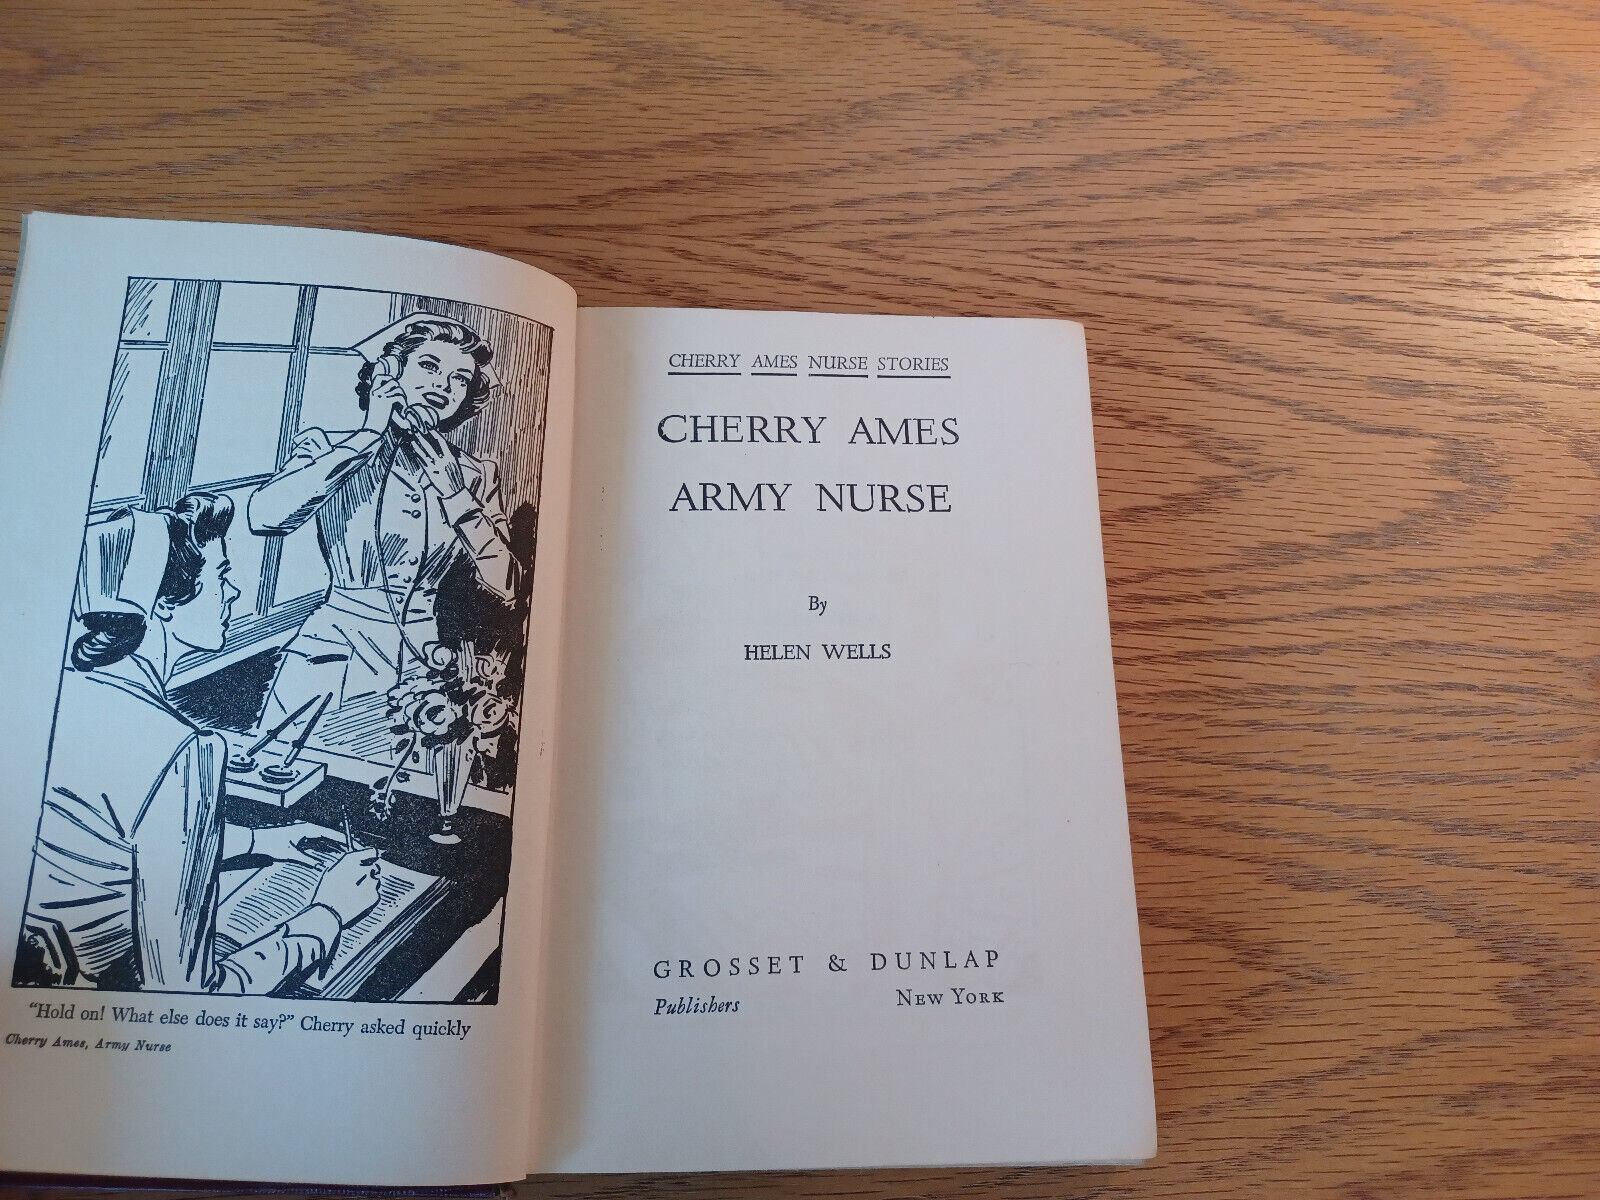 "Hold on! What else does it say?" Cherry asked quickly
Cherry Ames, Army Nurse
CHERRY AMES NURSE STORIES
CHERRY AMES
ARMY NURSE
By
HELEN WELLS
GROSSET & DUNLAP
Publishers NEW YORK